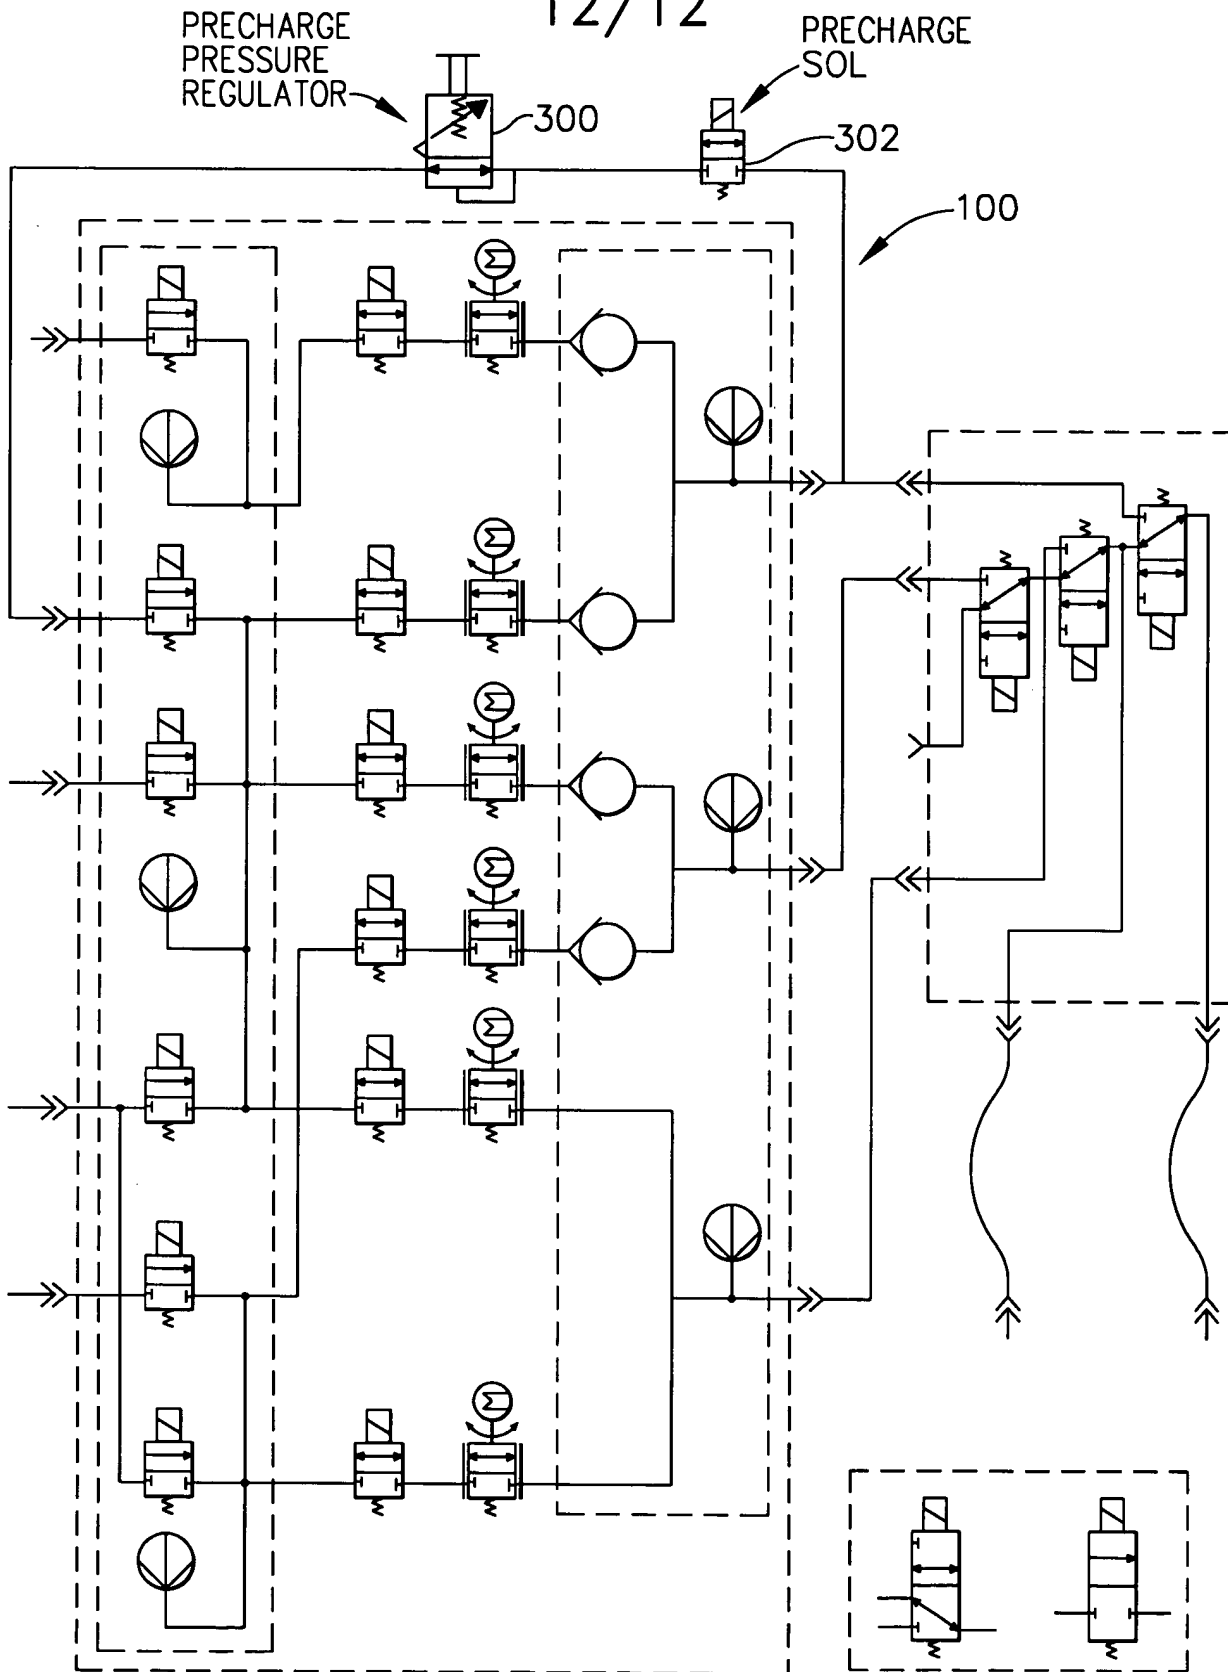 12/12
PRECHARGE
PRESSURE
REGULATOR
300
PRECHARGE
SOL
302
100
M
M
M
M
M
M